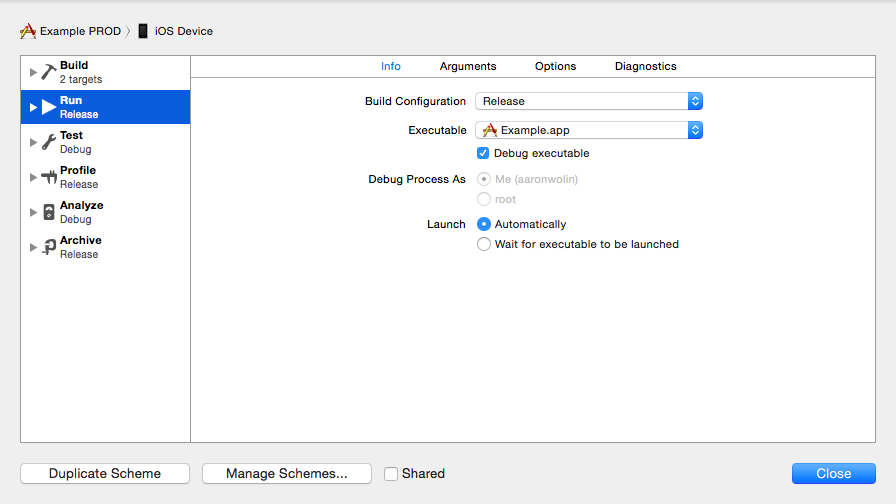 Example PROD iOS Device
Build
2 targets
Run
Release
Test
Debug
Profile
Release
Analyze
Debug
Archive
Release
Info Arguments Options Diagnostics
Build Configuration Release
Executable Example.app
Debug executable
Debug Process As Me (aaronwolin)
root
Launch Automatically
Wait for executable to be launched
Duplicate Scheme Manage Schemes... Shared Close